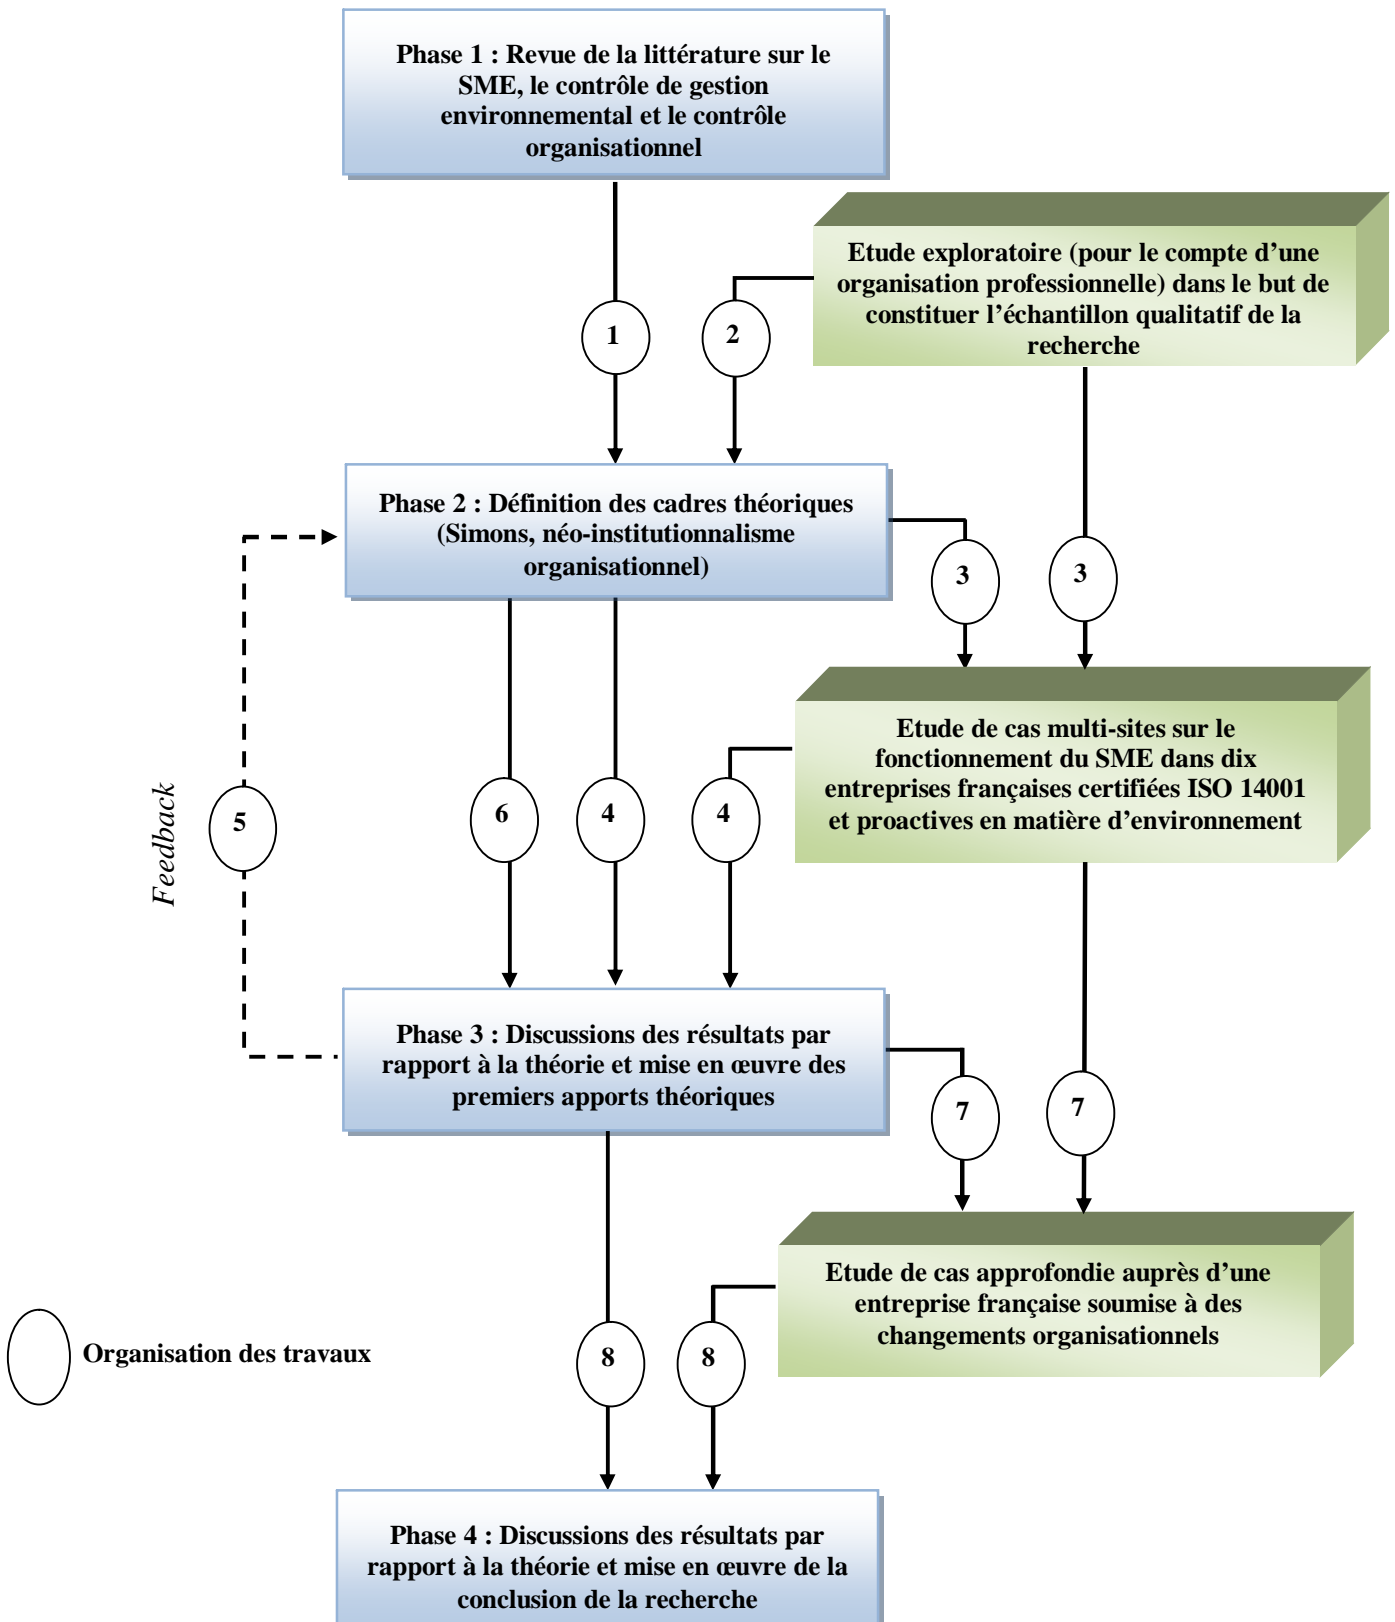 Phase 1 : Revue de la littérature sur le
SME, le contrôle de gestion
environnemental et le contrôle
organisationnel
Etude exploratoire (pour le compte d’une
organisation professionnelle) dans le but de
constituer l’échantillon qualitatif de la
recherche
1
2
Phase 2 : Définition des cadres théoriques
(Simons, néo-institutionnalisme
organisationnel)
3
3
Etude de cas multi-sites sur le
fonctionnement du SME dans dix
entreprises françaises certifiées ISO 14001
et proactives en matière d’environnement
Feedback
5
6
4
4
Phase 3 : Discussions des résultats par
rapport à la théorie et mise en œuvre des
premiers apports théoriques
7
7
Etude de cas approfondie auprès d’une
entreprise française soumise à des
changements organisationnels
Organisation des travaux
8
8
Phase 4 : Discussions des résultats par
rapport à la théorie et mise en œuvre de la
conclusion de la recherche